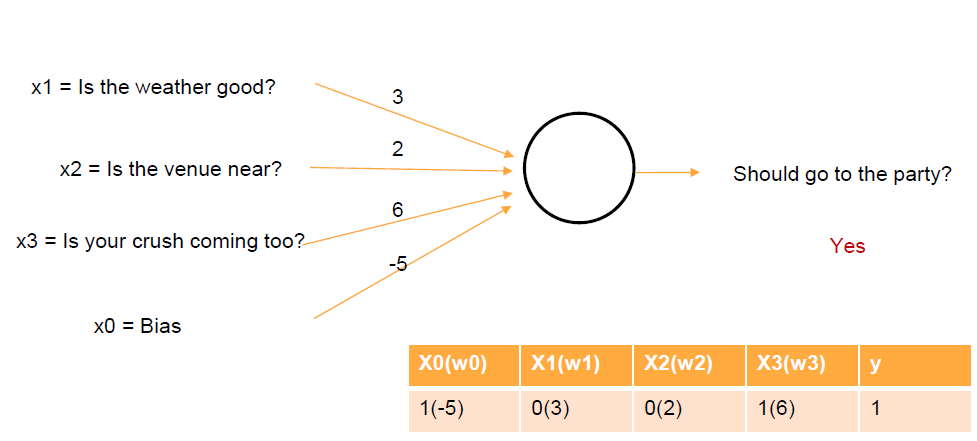 x1 = Is the weather good?
3
2
x2 = Is the venue near?
Should go to the party?
6
x3 = Is your crush coming too?
Yes
-5
x0 = Bias
X0(w0) X1(w1) X2(w2) X3(w3) y
1(-5) 0(3) 0(2) 1(6) 1